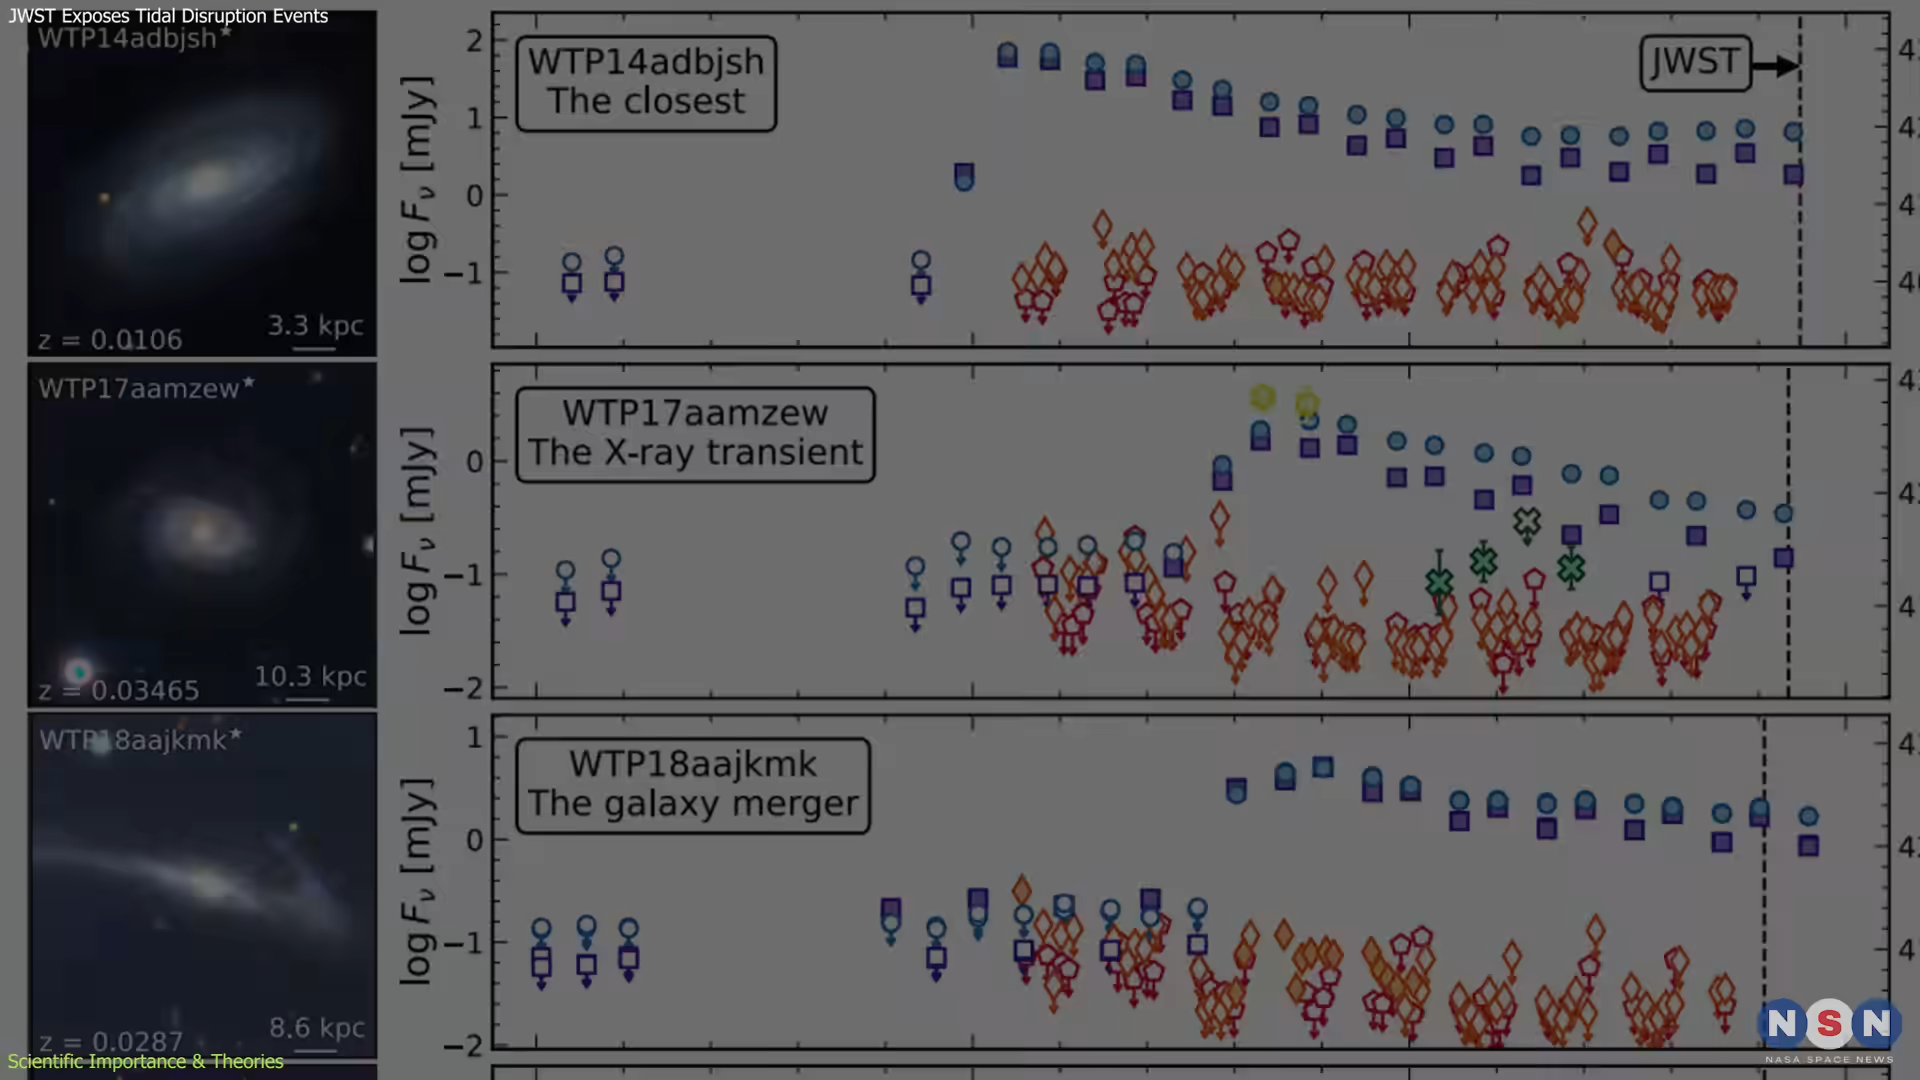 JWST Exposes Tidal Disruption Events
WTP14adbjsh*
z = 0.0106
3.3 kpc
log Fν [mJy]
2
1
0
−1
WTP14adbjsh
The closest
JWST
WTP17aamzew*
z = 0.03465
10.3 kpc
log Fν [mJy]
0
−1
−2
WTP17aamzew
The X-ray transient
WTP18aajkmk*
z = 0.0287
8.6 kpc
log Fν [mJy]
1
0
−1
−2
WTP18aajkmk
The galaxy merger
Scientific Importance & Theories
NSN
NASA SPACE NEWS